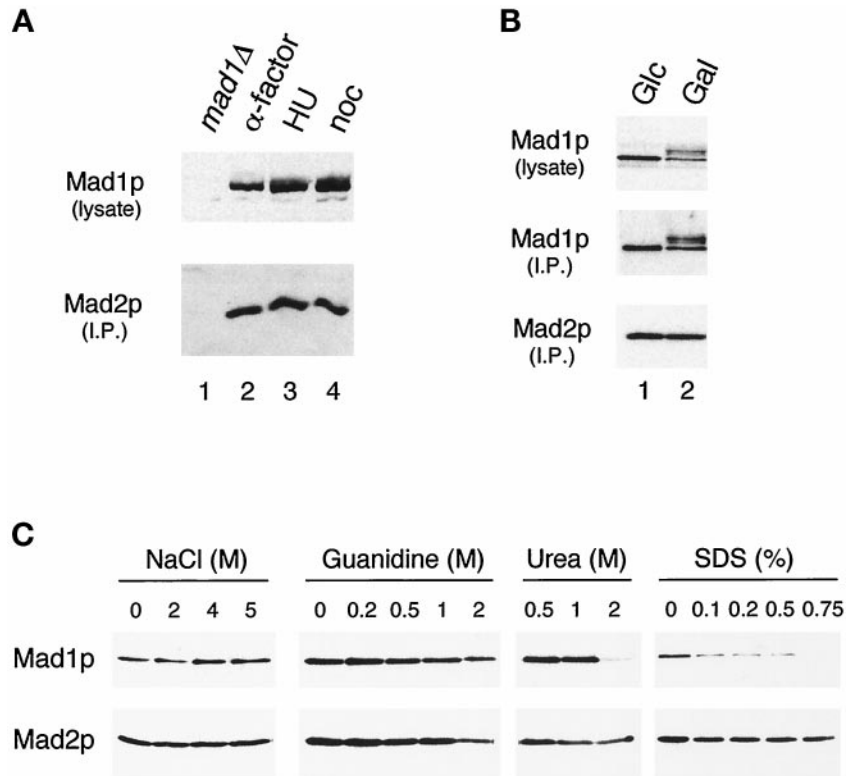 A
mad1Δ
α-factor
HU
noc
Mad1p
(lysate)
Mad2p
(I.P.)
1 2 3 4
B
Glc Gal
Mad1p
(lysate)
Mad1p
(I.P.)
Mad2p
(I.P.)
1 2
C
NaCl (M) Guanidine (M) Urea (M) SDS (%)
0 2 4 5 0 0.2 0.5 1 2 0.5 1 2 0 0.1 0.2 0.5 0.75
Mad1p
Mad2p